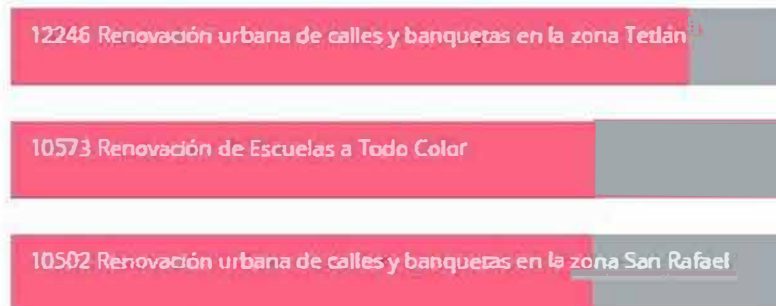 12246 Renovación urbana de calles y banquetas en la zona Tetlán
10573 Renovación de Escuelas a Todo Color
10502 Renovación urbana de calles y banquetas en la zona San Rafael